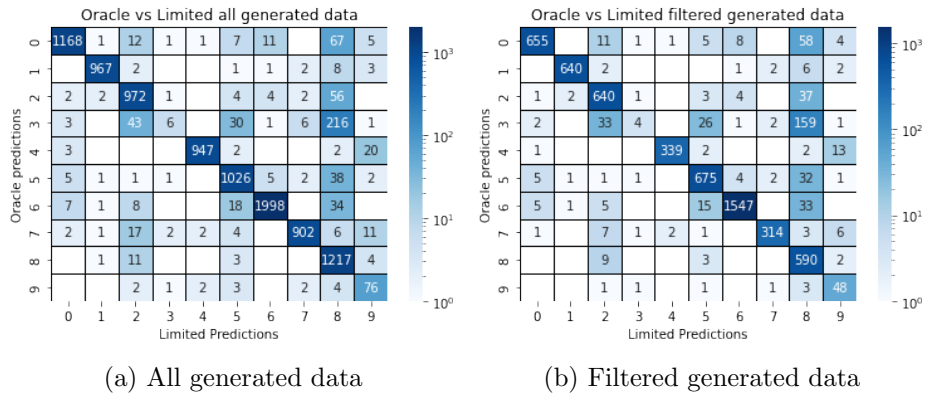 Oracle vs Limited all generated data
0 1168 1 12 1 1 7 11 67 5
1 967 2 1 1 2 8 3
2 2 2 972 1 4 4 2 56
3 3 43 6 30 1 6 216 1
4 3 947 2 2 20
5 5 1 1 1 1026 5 2 38 2
6 7 1 8 18 1998 34
7 2 1 17 2 2 4 902 6 11
8 1 11 3 1217 4
9 2 1 2 3 2 4 76
0 1 2 3 4 5 6 7 8 9
Limited Predictions
Oracle predictions
10³
10²
10¹
10⁰
(a) All generated data
Oracle vs Limited filtered generated data
0 655 11 1 1 5 8 58 4
1 640 2 1 2 6 2
2 1 2 640 3 4 37
3 2 33 4 26 1 2 159 1
4 1 339 2 2 13
5 5 1 1 1 675 4 2 32 1
6 5 1 5 15 1547 33
7 1 7 1 2 1 314 3 6
8 9 3 590 2
9 1 1 1 1 3 48
0 1 2 3 4 5 6 7 8 9
Limited Predictions
Oracle predictions
10³
10²
10¹
10⁰
(b) Filtered generated data